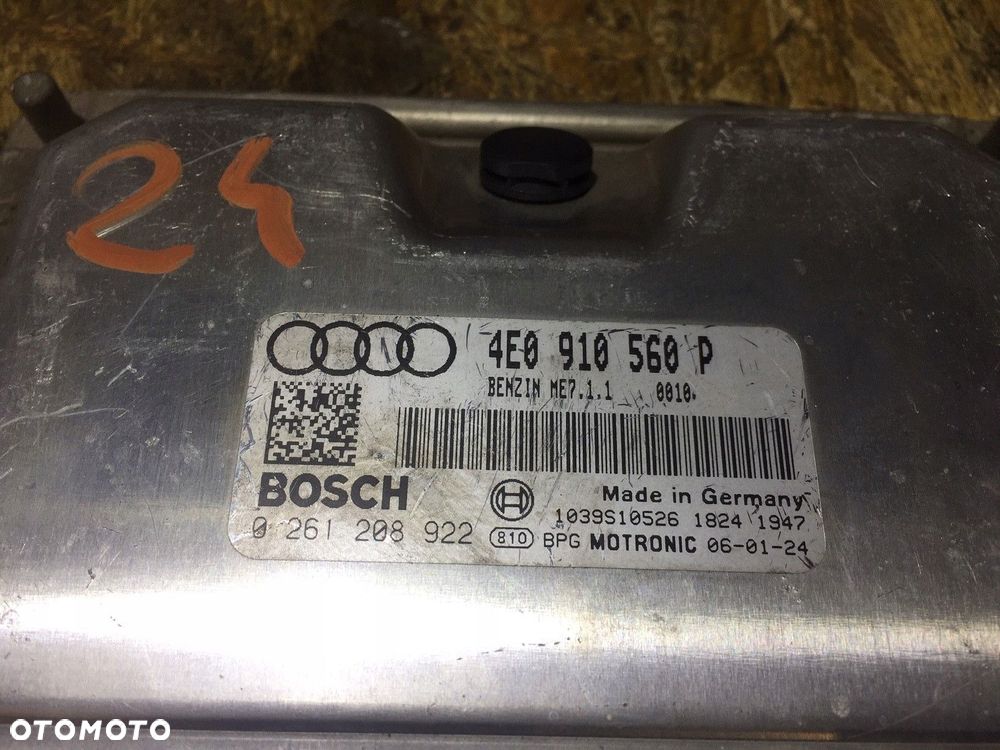 24
4E0 910 560 P
BENZIN ME7.1.1 0010
BOSCH
Made in Germany
1039S10526 1824 1947
0 261 208 922 810 BPG MOTRONIC 06-01-24
OTOMOTO